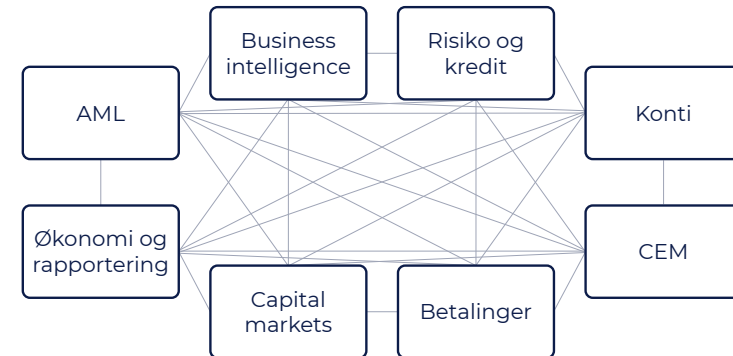 Business
intelligence
Risiko og
kredit
AML
Konti
Økonomi og
rapportering
CEM
Capital
markets
Betalinger